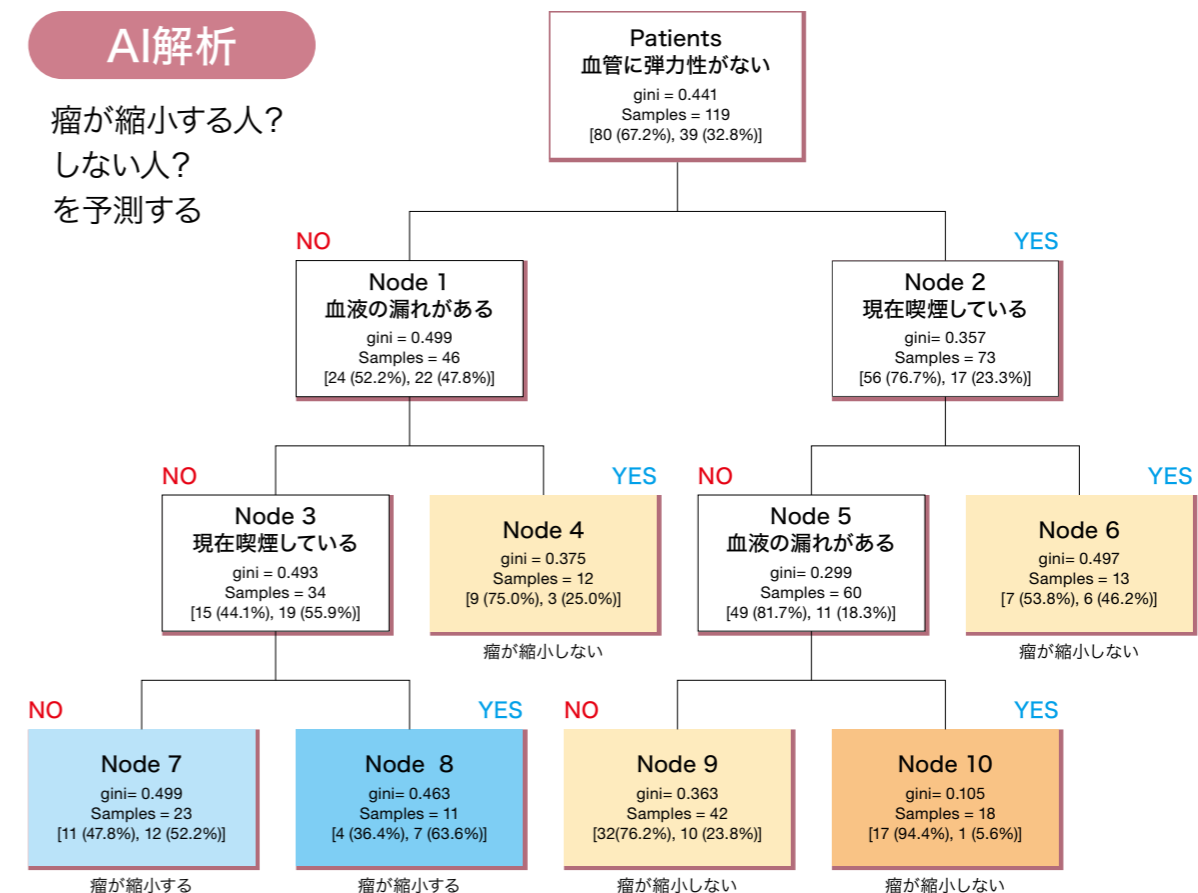 AI解析
瘤が縮小する人?
しない人?
を予測する
Patients
血管に弾力性がない
gini = 0.441
Samples = 119
[80 (67.2%), 39 (32.8%)]
NO
YES
Node 1
血液の漏れがある
gini = 0.499
Samples = 46
[24 (52.2%), 22 (47.8%)]
Node 2
現在喫煙している
gini= 0.357
Samples = 73
[56 (76.7%), 17 (23.3%)]
NO
YES
NO
YES
Node 3
現在喫煙している
gini = 0.493
Samples = 34
[15 (44.1%), 19 (55.9%)]
Node 4
gini = 0.375
Samples = 12
[9 (75.0%), 3 (25.0%)]
瘤が縮小しない
Node 5
血液の漏れがある
gini= 0.299
Samples = 60
[49 (81.7%), 11 (18.3%)]
Node 6
gini= 0.497
Samples = 13
[7 (53.8%), 6 (46.2%)]
瘤が縮小しない
NO
YES
NO
YES
Node 7
gini= 0.499
Samples = 23
[11 (47.8%), 12 (52.2%)]
瘤が縮小する
Node 8
gini= 0.463
Samples = 11
[4 (36.4%), 7 (63.6%)]
瘤が縮小する
Node 9
gini= 0.363
Samples = 42
[32(76.2%), 10 (23.8%)]
瘤が縮小しない
Node 10
gini= 0.105
Samples = 18
[17 (94.4%), 1 (5.6%)]
瘤が縮小しない